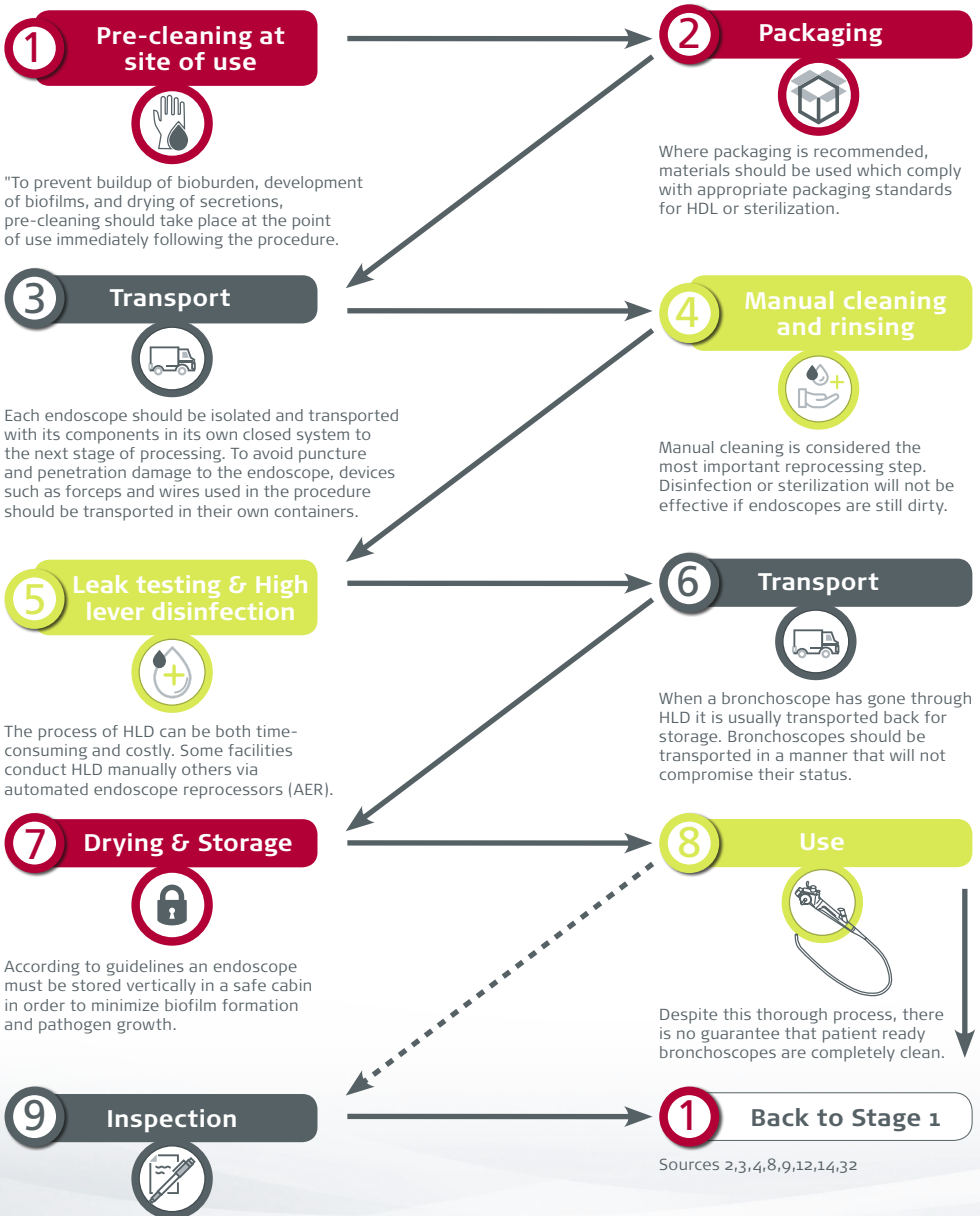 1
Pre-cleaning at
site of use
"To prevent buildup of bioburden, development
of biofilms, and drying of secretions,
pre-cleaning should take place at the point
of use immediately following the procedure.
2
Packaging
Where packaging is recommended,
materials should be used which comply
with appropriate packaging standards
for HDL or sterilization.
3
Transport
Each endoscope should be isolated and transported
with its components in its own closed system to
the next stage of processing. To avoid puncture
and penetration damage to the endoscope, devices
such as forceps and wires used in the procedure
should be transported in their own containers.
4
Manual cleaning
and rinsing
Manual cleaning is considered the
most important reprocessing step.
Disinfection or sterilization will not be
effective if endoscopes are still dirty.
5
Leak testing & High
lever disinfection
The process of HLD can be both time-
consuming and costly. Some facilities
conduct HLD manually others via
automated endoscope reprocessors (AER).
6
Transport
When a bronchoscope has gone through
HLD it is usually transported back for
storage. Bronchoscopes should be
transported in a manner that will not
compromise their status.
7
Drying & Storage
According to guidelines an endoscope
must be stored vertically in a safe cabin
in order to minimize biofilm formation
and pathogen growth.
8
Use
Despite this thorough process, there
is no guarantee that patient ready
bronchoscopes are completely clean.
9
Inspection
1
Back to Stage 1
Sources 2,3,4,8,9,12,14,32